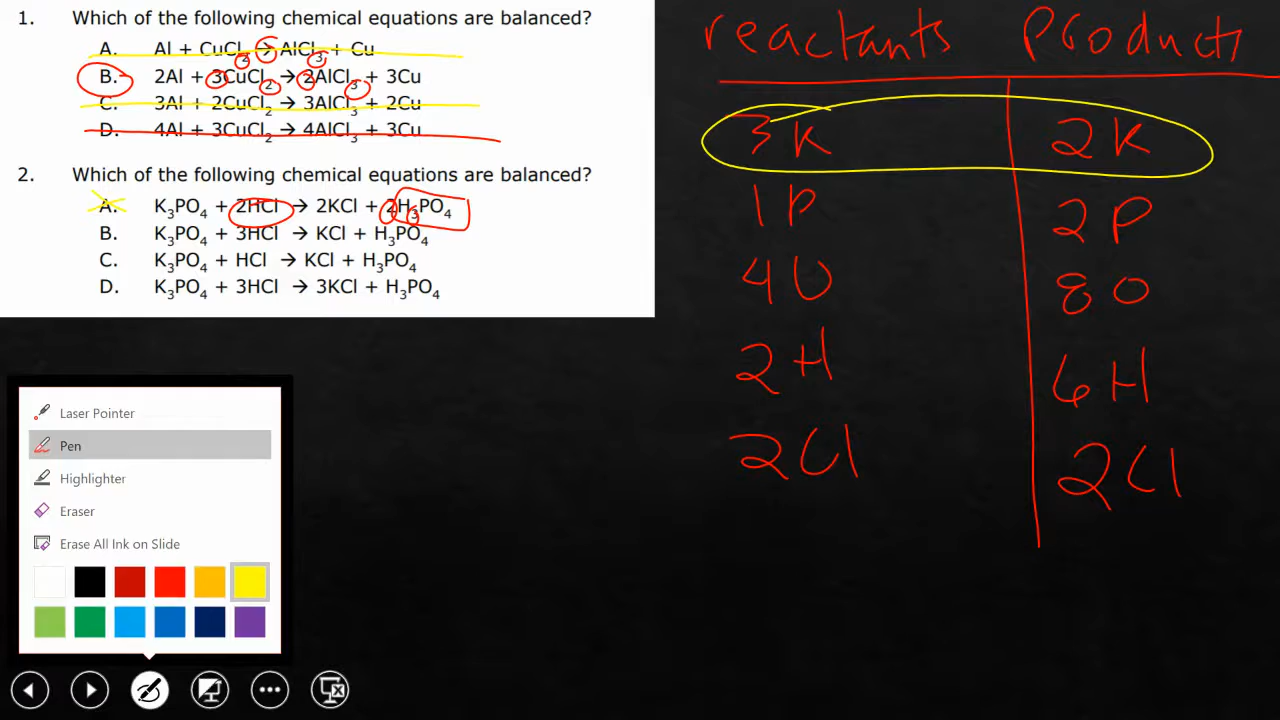 1. Which of the following chemical equations are balanced?
A. Al + CuCl₂ → AlCl₃ + Cu
B. 2Al + 3CuCl₂ → 2AlCl₃ + 3Cu
C. 3Al + 2CuCl₂ → 3AlCl₃ + 2Cu
D. 4Al + 3CuCl₂ → 4AlCl₃ + 3Cu
2. Which of the following chemical equations are balanced?
A. K₃PO₄ + 2HCl → 2KCl + 2H₃PO₄
B. K₃PO₄ + 3HCl → KCl + H₃PO₄
C. K₃PO₄ + HCl → KCl + H₃PO₄
D. K₃PO₄ + 3HCl → 3KCl + H₃PO₄
reactants Products
3K 2K
1P 2P
4O 8O
2H 6H
2Cl 2Cl
Laser Pointer
Pen
Highlighter
Eraser
Erase All Ink on Slide